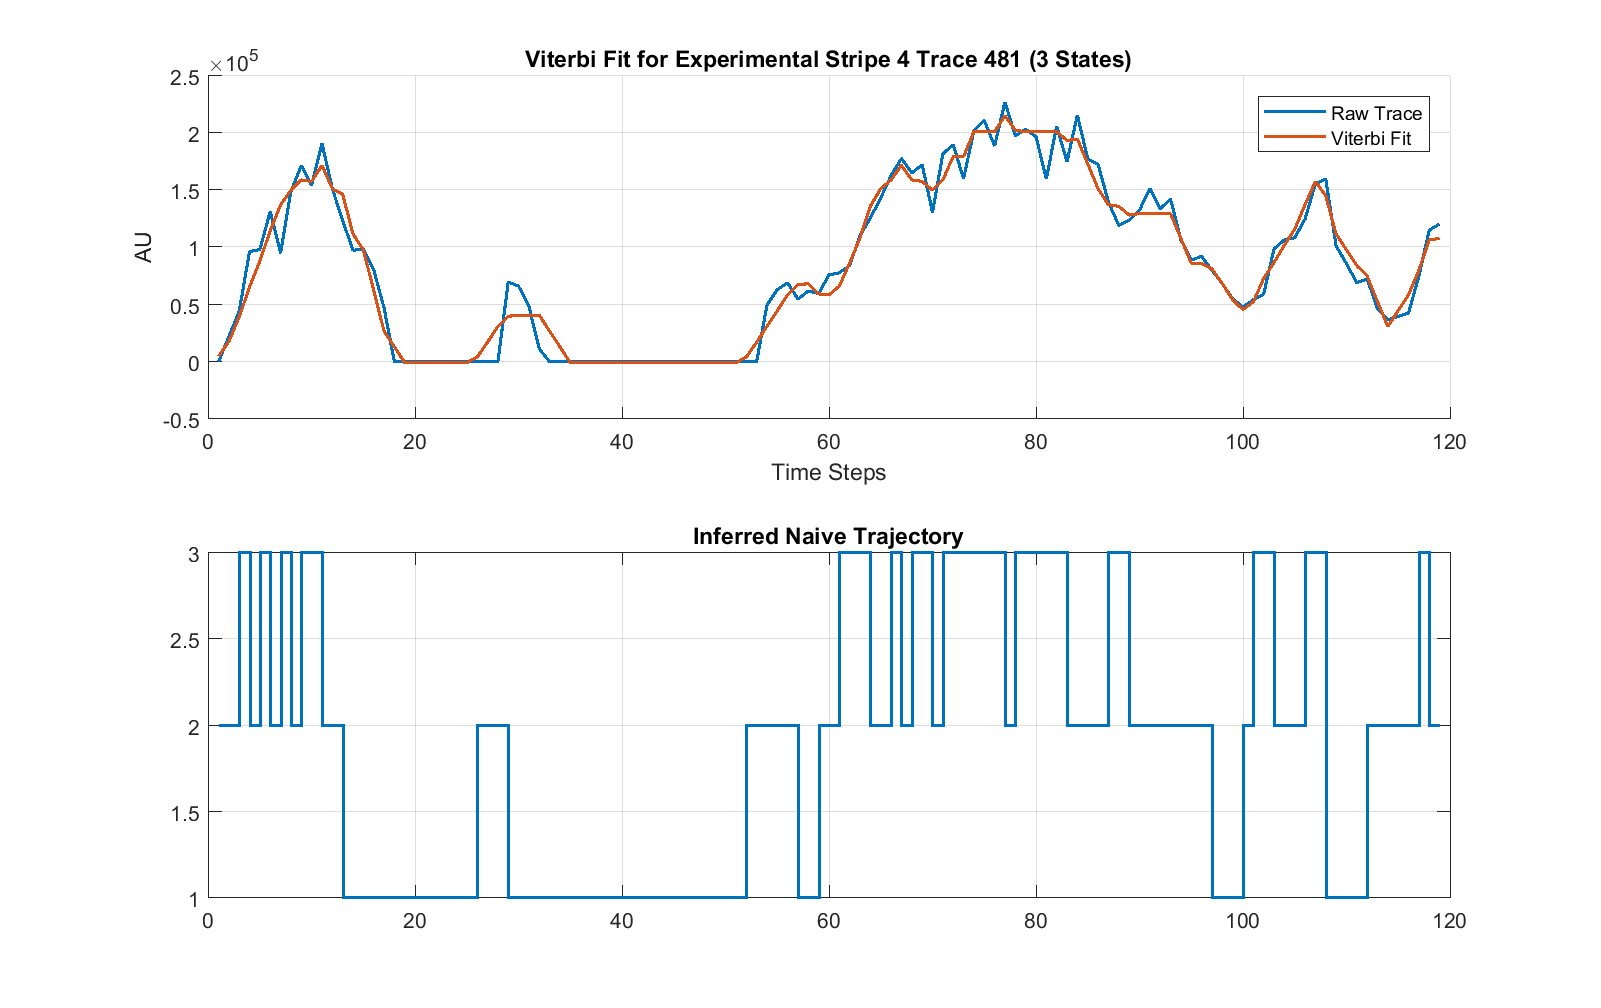 Viterbi Fit for Experimental Stripe 4 Trace 481 (3 States)
×10^5
2.5
2
1.5
1
0.5
0
-0.5
AU
Raw Trace
Viterbi Fit
0 20 40 60 80 100 120
Time Steps
Inferred Naive Trajectory
3
2.5
2
1.5
1
0 20 40 60 80 100 120